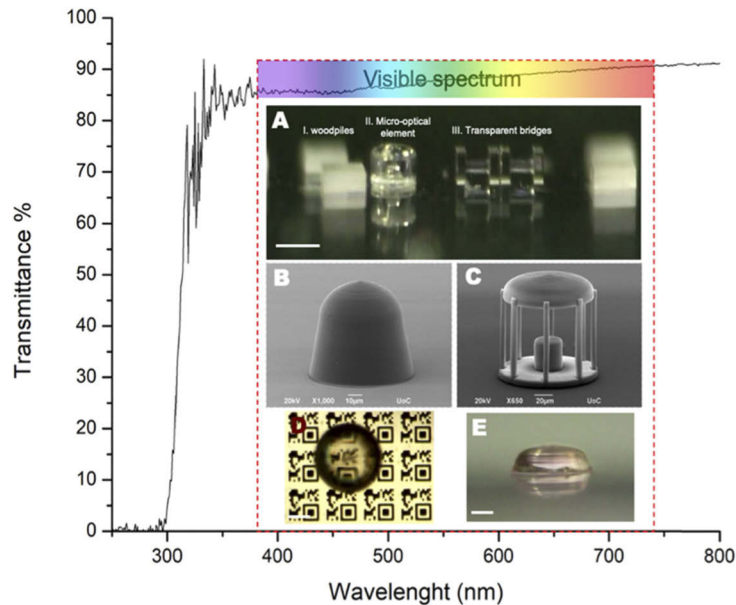 100
90
80
70
60
50
40
30
20
10
0
Transmittance %
Visible spectrum
A
I. woodpiles
II. Micro-optical
element
III. Transparent bridges
B
20kV X1,000 10µm UoC
C
20kV X650 20µm UoC
D
E
300 400 500 600 700 800
Wavelenght (nm)